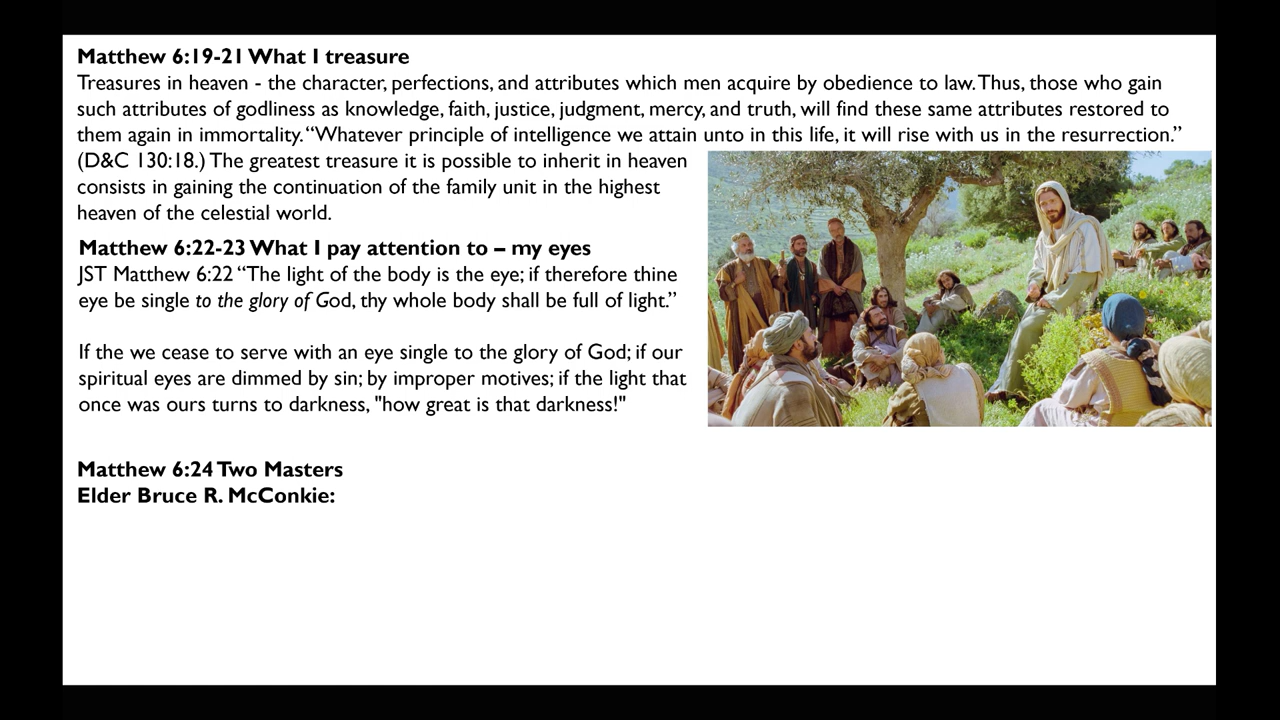 Matthew 6:19-21 What I treasure
Treasures in heaven - the character, perfections, and attributes which men acquire by obedience to law. Thus, those who gain
such attributes of godliness as knowledge, faith, justice, judgment, mercy, and truth, will find these same attributes restored to
them again in immortality. “Whatever principle of intelligence we attain unto in this life, it will rise with us in the resurrection.”
(D&C 130:18.) The greatest treasure it is possible to inherit in heaven
consists in gaining the continuation of the family unit in the highest
heaven of the celestial world.
Matthew 6:22-23 What I pay attention to – my eyes
JST Matthew 6:22 “The light of the body is the eye; if therefore thine
eye be single to the glory of God, thy whole body shall be full of light.”
If the we cease to serve with an eye single to the glory of God; if our
spiritual eyes are dimmed by sin; by improper motives; if the light that
once was ours turns to darkness, "how great is that darkness!"
Matthew 6:24 Two Masters
Elder Bruce R. McConkie: